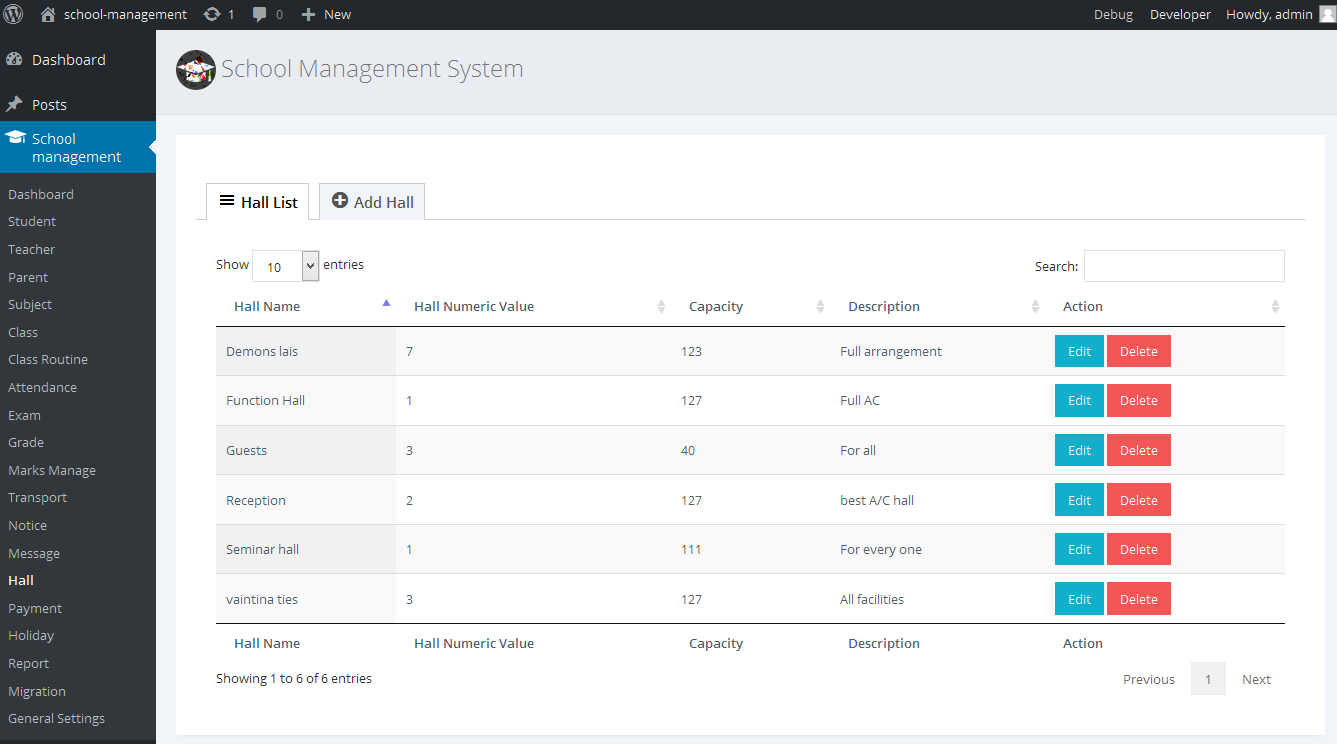 school-management 1 0 New Debug Developer Howdy, admin
Dashboard
Posts
School
management
Dashboard
Student
Teacher
Parent
Subject
Class
Class Routine
Attendance
Exam
Grade
Marks Manage
Transport
Notice
Message
Hall
Payment
Holiday
Report
Migration
General Settings
School Management System
Hall List Add Hall
Show 10 entries Search:
Hall Name Hall Numeric Value Capacity Description Action
Demons lais 7 123 Full arrangement Edit Delete
Function Hall 1 127 Full AC Edit Delete
Guests 3 40 For all Edit Delete
Reception 2 127 best A/C hall Edit Delete
Seminar hall 1 111 For every one Edit Delete
vaintina ties 3 127 All facilities Edit Delete
Hall Name Hall Numeric Value Capacity Description Action
Showing 1 to 6 of 6 entries Previous 1 Next